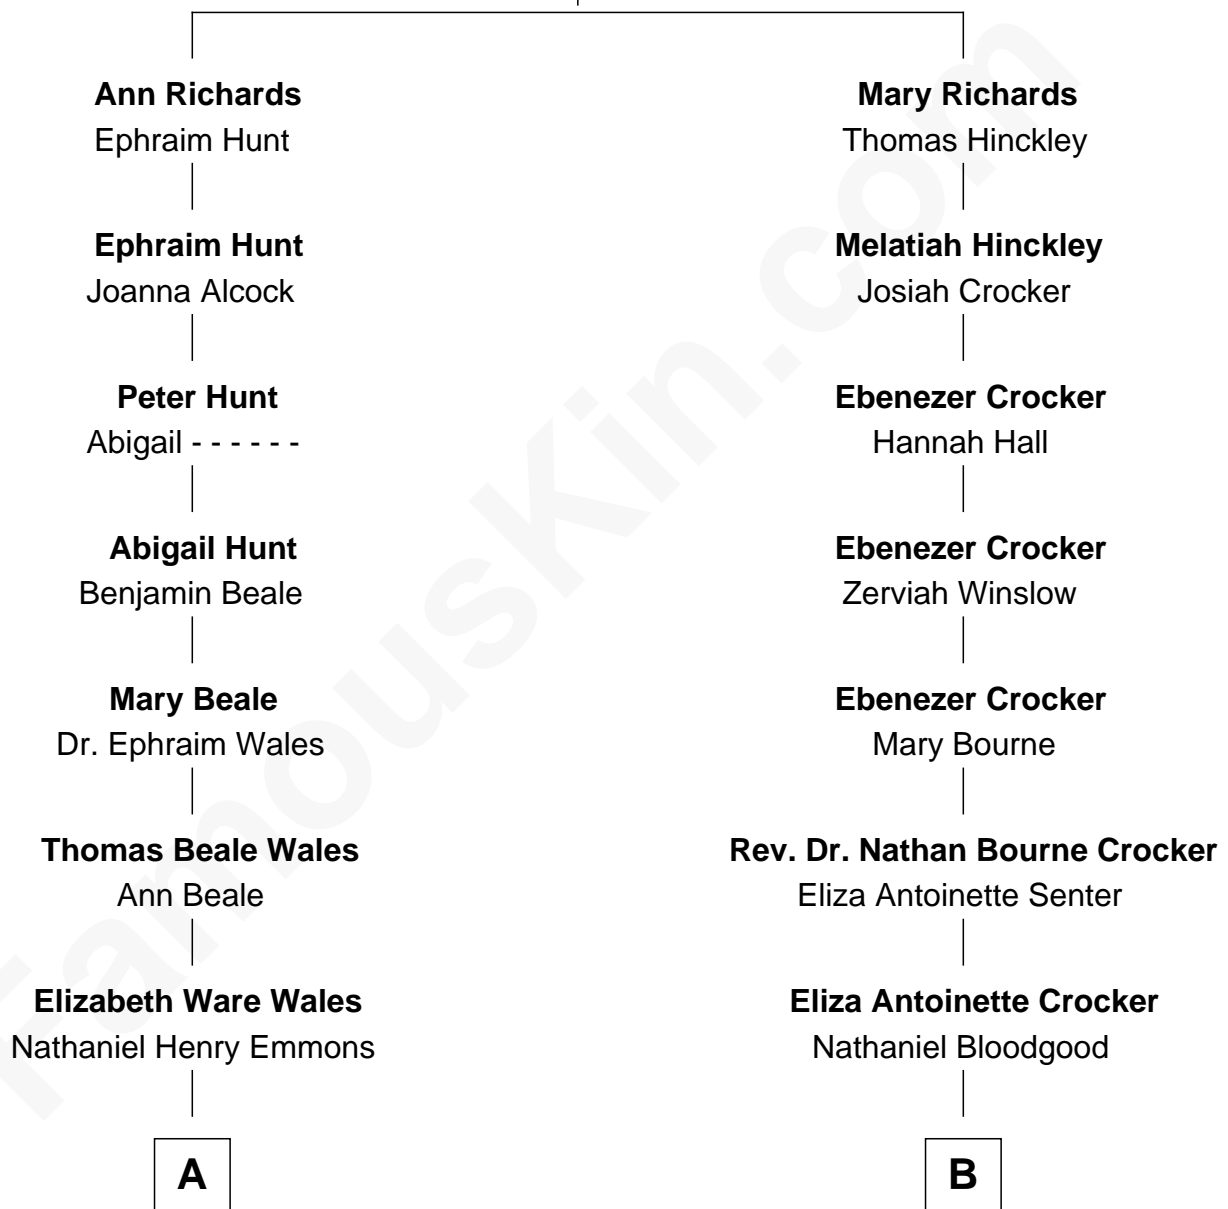 Ann Richards
Ephraim Hunt
Mary Richards
Thomas Hinckley
Ephraim Hunt
Joanna Alcock
Melatiah Hinckley
Josiah Crocker
Peter Hunt
Abigail - - - - - -
Ebenezer Crocker
Hannah Hall
Abigail Hunt
Benjamin Beale
Ebenezer Crocker
Zerviah Winslow
Mary Beale
Dr. Ephraim Wales
Ebenezer Crocker
Mary Bourne
Thomas Beale Wales
Ann Beale
Rev. Dr. Nathan Bourne Crocker
Eliza Antoinette Senter
Elizabeth Ware Wales
Nathaniel Henry Emmons
Eliza Antoinette Crocker
Nathaniel Bloodgood
A
B
FamousKin.com